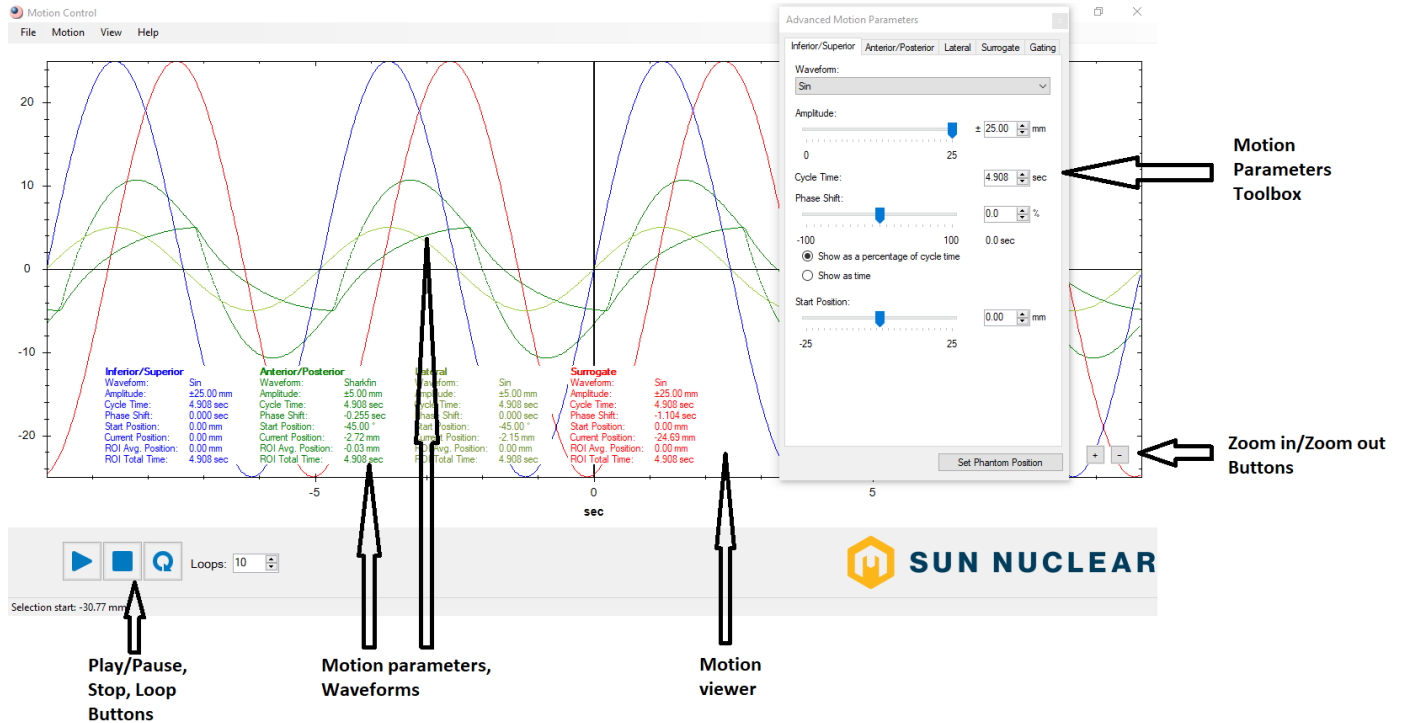 Motion Control
File Motion View Help
Advanced Motion Parameters
Inferior/Superior Anterior/Posterior Lateral Surrogate Gating
Waveform:
Sin
Amplitude:
± 25.00 mm
0 25
Cycle Time: 4.908 sec
Phase Shift:
0.0 %
-100 100 0.0 sec
Show as a percentage of cycle time
Show as time
Start Position:
0.00 mm
-25 25
Set Phantom Position
+ -
20
10
0
-10
-20
Inferior/Superior
Waveform: Sin
Amplitude: ±25.00 mm
Cycle Time: 4.908 sec
Phase Shift: 0.000 sec
Start Position: 0.00 mm
Current Position: 0.00 mm
ROI Avg. Position: 0.00 mm
ROI Total Time: 4.908 sec
Anterior/Posterior
Waveform: Sharkfin
Amplitude: ±5.00 mm
Cycle Time: 4.908 sec
Phase Shift: -0.255 sec
Start Position: -45.00 °
Current Position: -2.72 mm
ROI Avg. Position: -0.03 mm
ROI Total Time: 4.908 sec
Lateral
Waveform: Sin
Amplitude: ±5.00 mm
Cycle Time: 4.908 sec
Phase Shift: 0.000 sec
Start Position: -45.00 °
Current Position: -2.15 mm
ROI Avg. Position: 0.00 mm
ROI Total Time: 4.908 sec
Surrogate
Waveform: Sin
Amplitude: ±25.00 mm
Cycle Time: 4.908 sec
Phase Shift: -1.104 sec
Start Position: 0.00 mm
Current Position: -24.69 mm
ROI Avg. Position: 0.00 mm
ROI Total Time: 4.908 sec
-5 0 5
sec
Loops: 10
SUN NUCLEAR
Selection start: -30.77 mm
Motion
Parameters
Toolbox
Zoom in/Zoom out
Buttons
Play/Pause,
Stop, Loop
Buttons
Motion parameters,
Waveforms
Motion
viewer